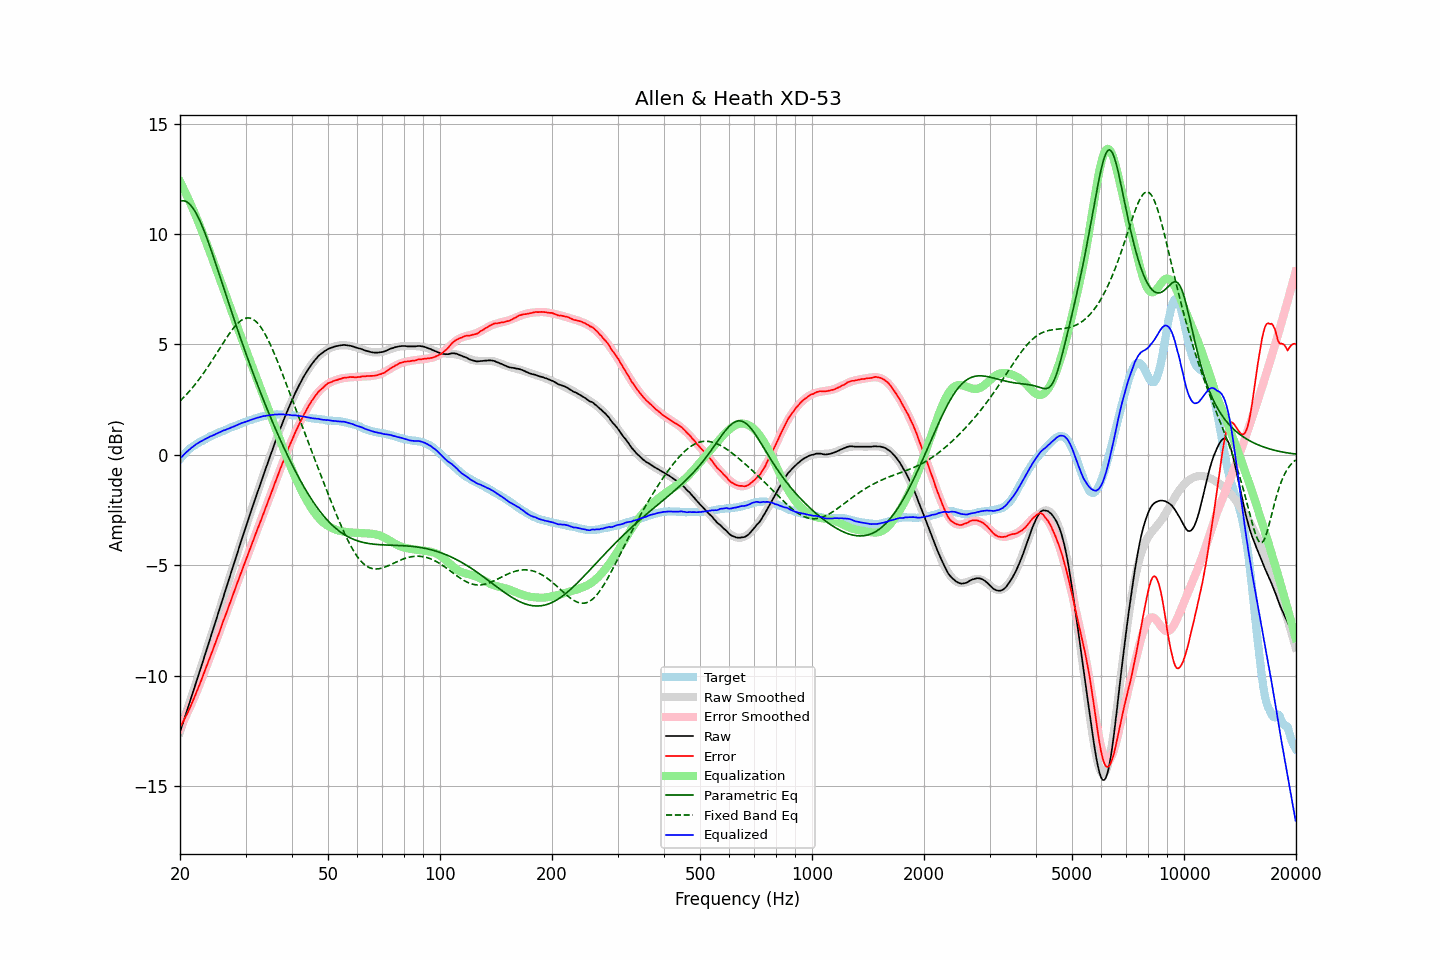 Allen & Heath XD-53
15
10
5
0
−5
−10
−15
Amplitude (dBr)
20
50
100
200
500
1000
2000
5000
10000
20000
Frequency (Hz)
Target
Raw Smoothed
Error Smoothed
Raw
Error
Equalization
Parametric Eq
Fixed Band Eq
Equalized